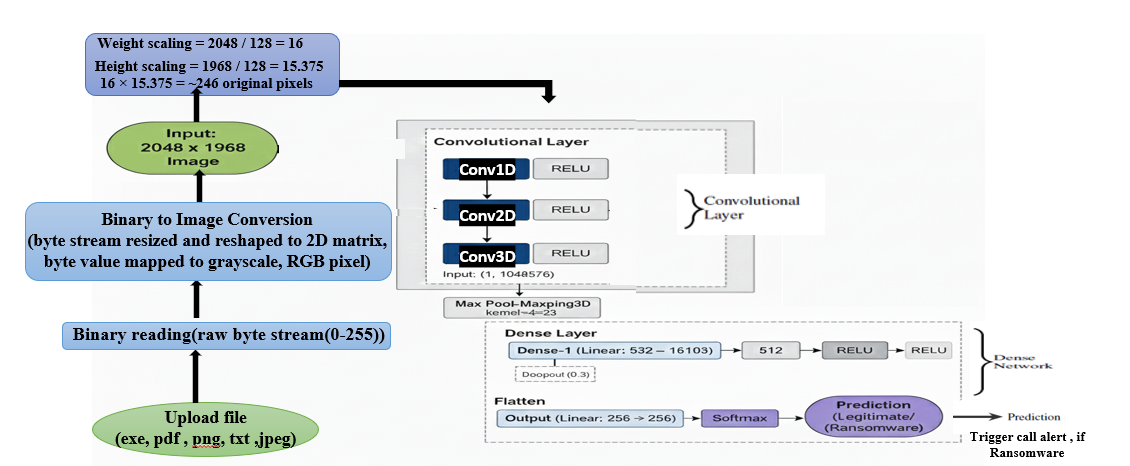 Weight scaling = 2048 / 128 = 16
Height scaling = 1968 / 128 = 15.375
16 × 15.375 = ~246 original pixels
Input:
2048 x 1968
Image
Binary to Image Conversion
(byte stream resized and reshaped to 2D matrix,
byte value mapped to grayscale, RGB pixel)
Binary reading(raw byte stream(0-255))
Upload file
(exe, pdf , png, txt ,jpeg)
Convolutional Layer
Conv1D
RELU
Conv2D
RELU
Conv3D
RELU
Input: (1, 1048576)
Convolutional
Layer
Max Pool-Maxping3D
kernel=4=23
Dense Layer
Dense-1 (Linear: 532 – 16103)
512
RELU
RELU
Doopout (0.3)
Dense
Network
Flatten
Output (Linear: 256 → 256)
Softmax
Prediction
(Legitimate/
(Ransomware)
Prediction
Trigger call alert , if
Ransomware